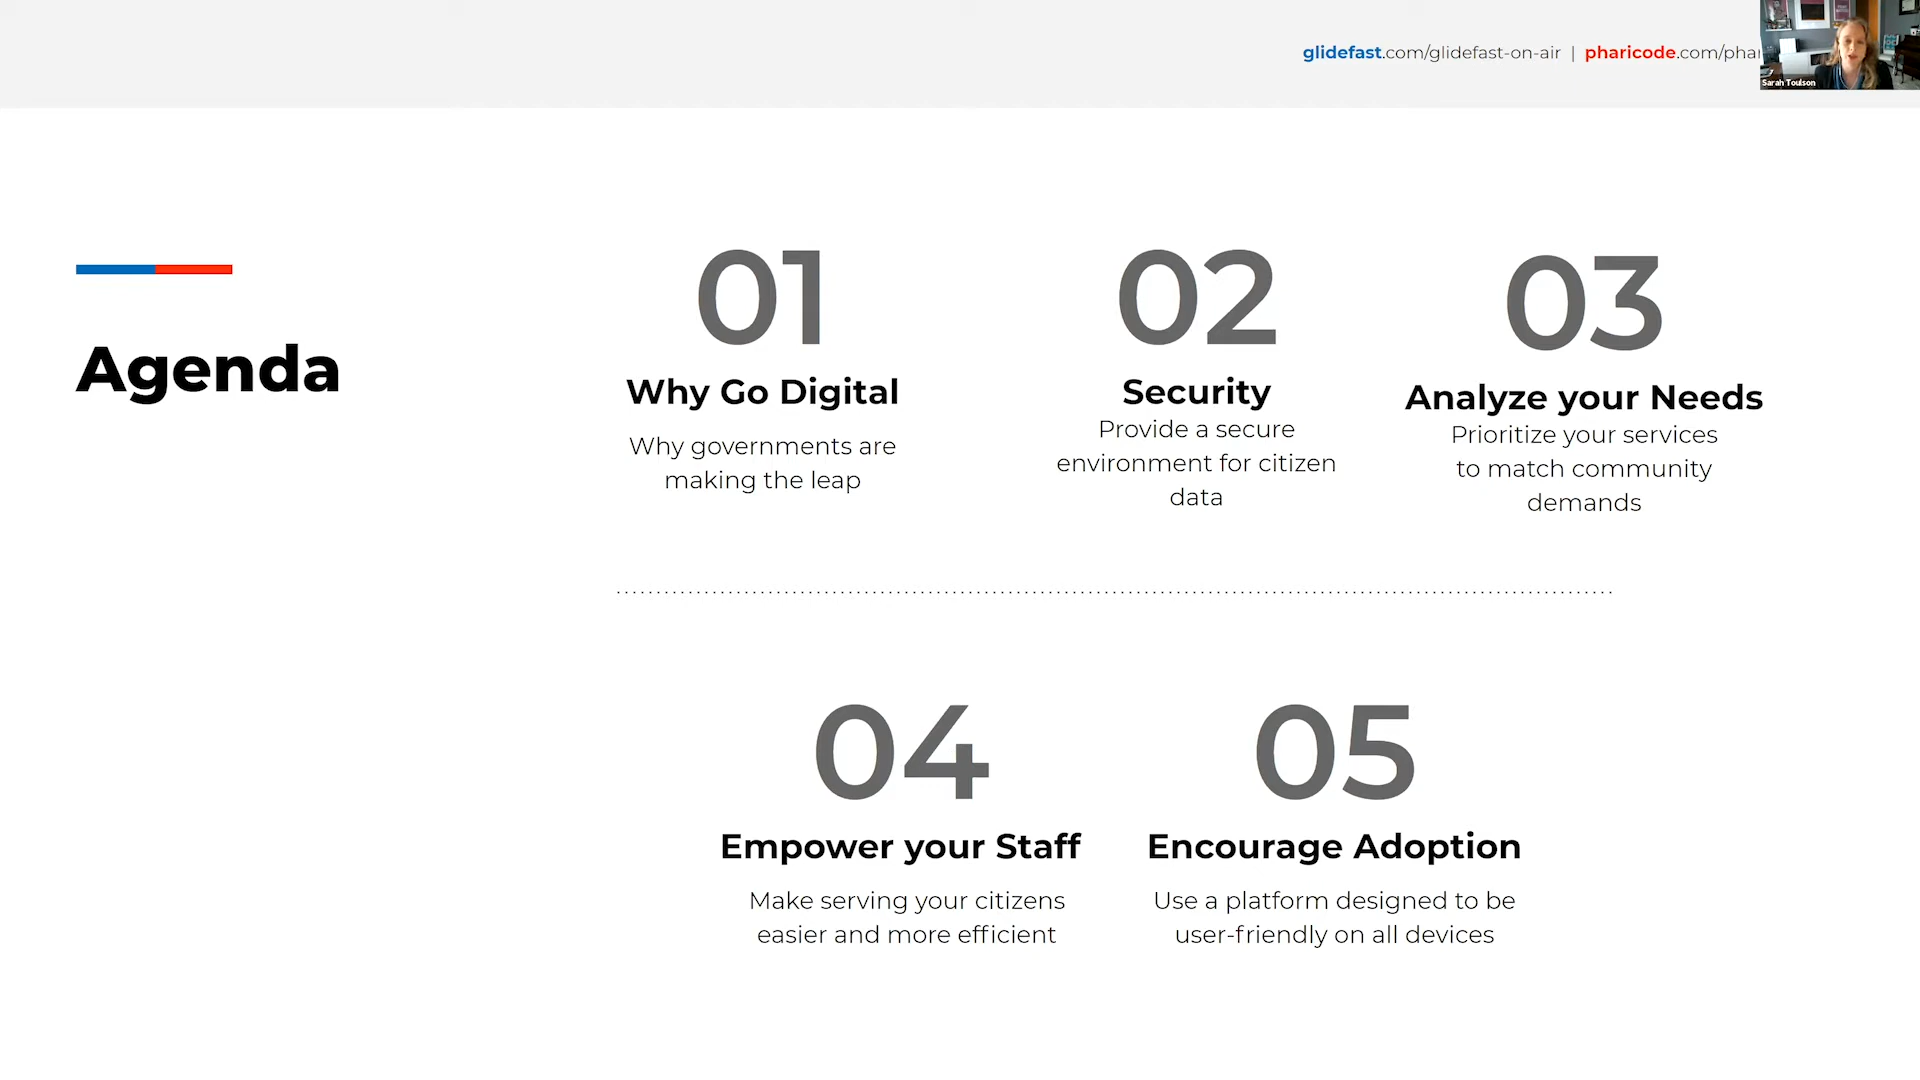 glidefast.com/glidefast-on-air | pharicode.com/phar
Sarah Toulson
Agenda
01
Why Go Digital
Why governments are
making the leap
02
Security
Provide a secure
environment for citizen
data
03
Analyze your Needs
Prioritize your services
to match community
demands
04
Empower your Staff
Make serving your citizens
easier and more efficient
05
Encourage Adoption
Use a platform designed to be
user-friendly on all devices